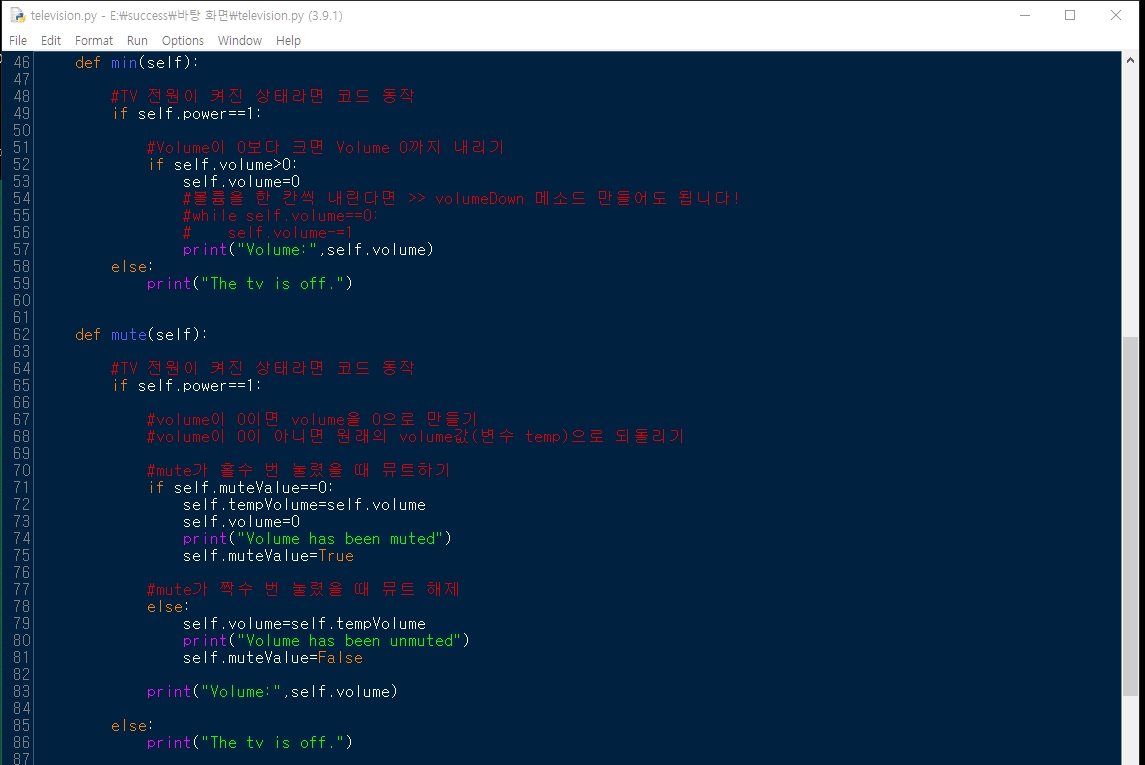 television.py - E:₩success₩바탕 화면₩television.py (3.9.1)
File Edit Format Run Options Window Help
46     def min(self):
47
48         #TV 전원이 켜진 상태라면 코드 동작
49         if self.power==1:
50
51             #Volume이 0보다 크면 Volume 0까지 내리기
52             if self.volume>0:
53                 self.volume=0
54                 #볼륨을 한 칸씩 내린다면 >> volumeDown 메소드 만들어도 됩니다!
55                 #while self.volume==0:
56                 #    self.volume-=1
57                 print("Volume:",self.volume)
58         else:
59             print("The tv is off.")
60
61
62     def mute(self):
63
64         #TV 전원이 켜진 상태라면 코드 동작
65         if self.power==1:
66
67             #volume이 0이면 volume을 0으로 만들기
68             #volume이 0이 아니면 원래의 volume값(변수 temp)으로 되돌리기
69
70             #mute가 홀수 번 눌렸을 때 뮤트하기
71             if self.muteValue==0:
72                 self.tempVolume=self.volume
73                 self.volume=0
74                 print("Volume has been muted")
75                 self.muteValue=True
76
77             #mute가 짝수 번 눌렸을 때 뮤트 해제
78             else:
79                 self.volume=self.tempVolume
80                 print("Volume has been unmuted")
81                 self.muteValue=False
82
83             print("Volume:",self.volume)
84
85         else:
86             print("The tv is off.")
87